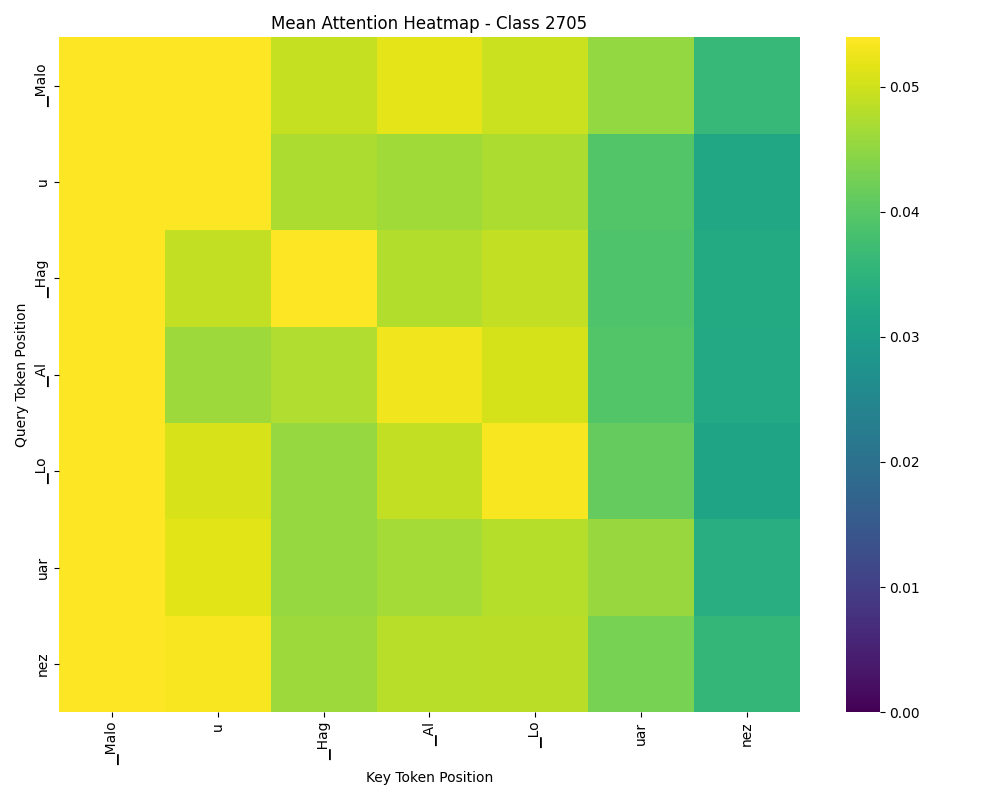 Mean Attention Heatmap - Class 2705
Query Token Position
▁Malo
u
▁Hag
▁Al
▁Lo
uar
nez
▁Malo
u
▁Hag
▁Al
▁Lo
uar
nez
Key Token Position
0.05
0.04
0.03
0.02
0.01
0.00